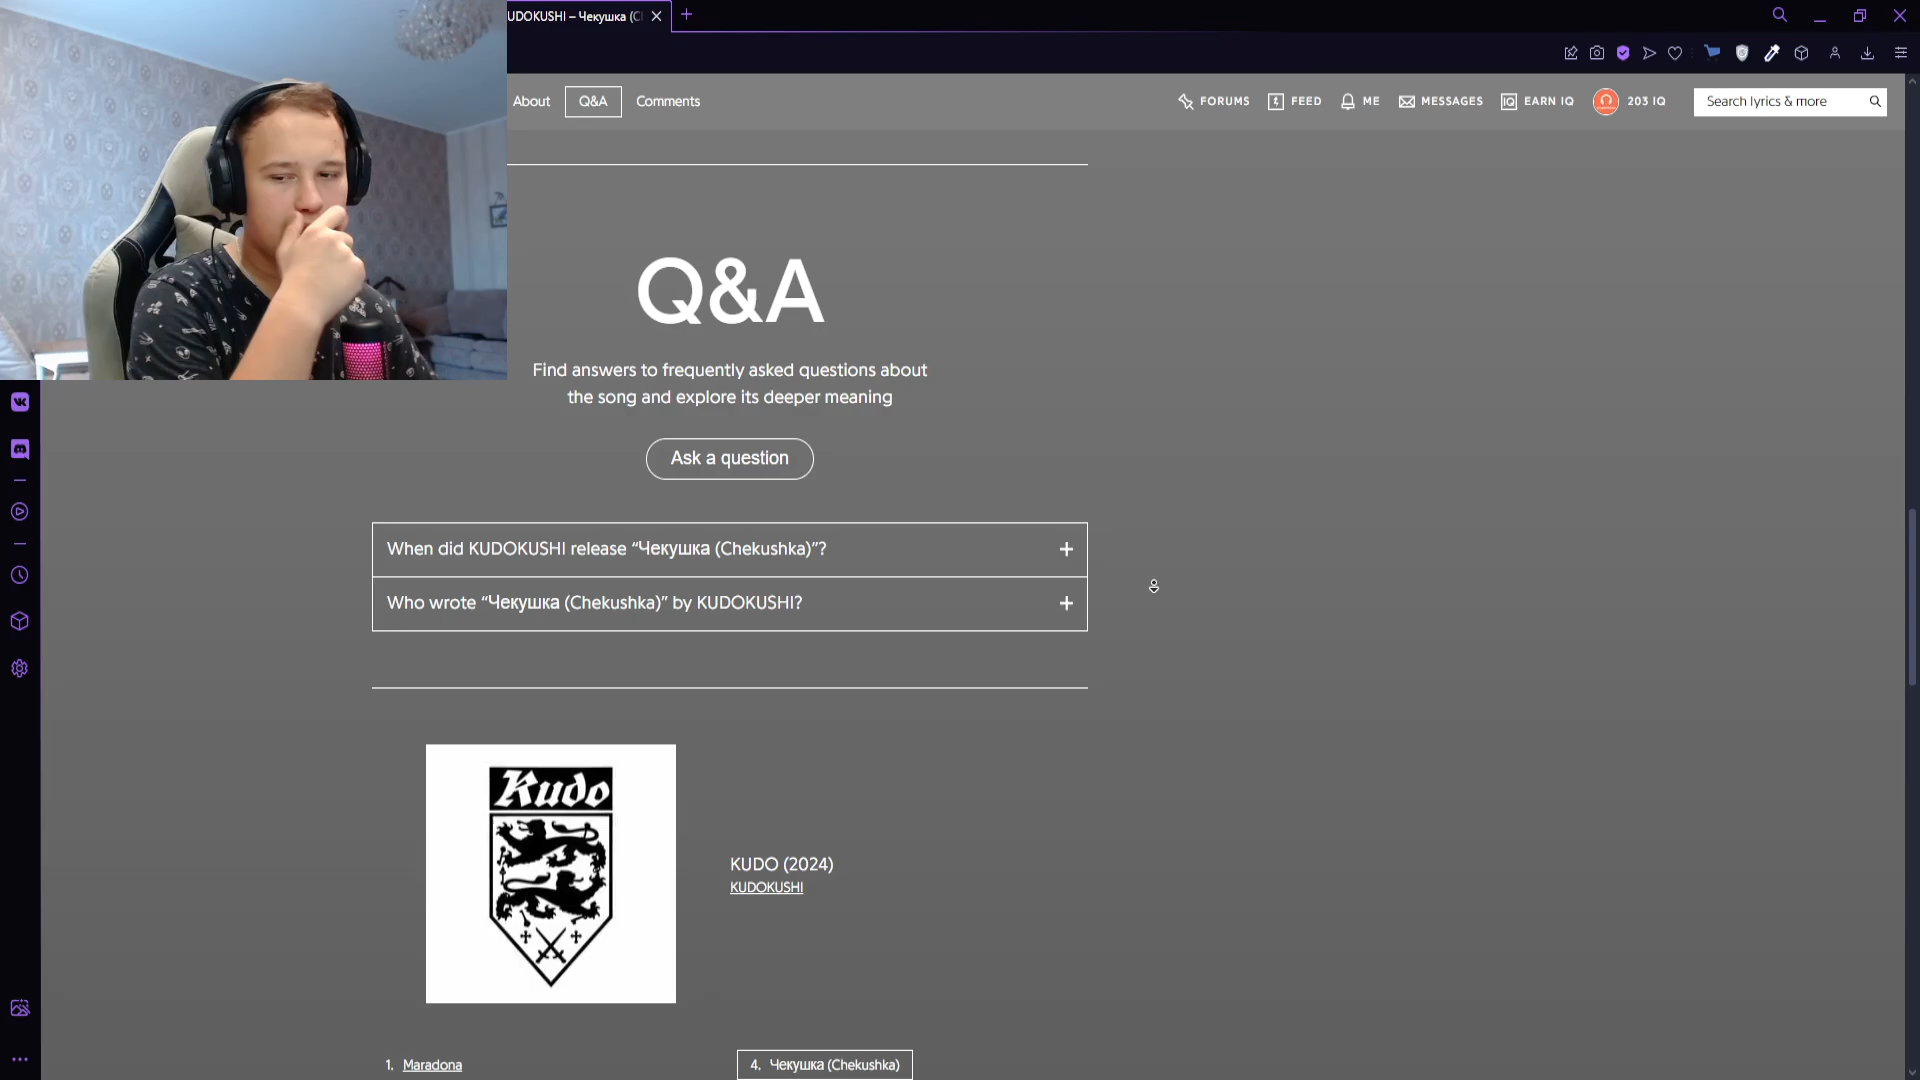 UDOKUSHI – Чекушка (C
About
Q&A
Comments
FORUMS
FEED
ME
MESSAGES
IQ
EARN IQ
203 IQ
Search lyrics & more
Q&A
Find answers to frequently asked questions about
the song and explore its deeper meaning
Ask a question
When did KUDOKUSHI release “Чекушка (Chekushka)”?
Who wrote “Чекушка (Chekushka)” by KUDOKUSHI?
Kudo
KUDO (2024)
KUDOKUSHI
1. Maradona
4. Чекушка (Chekushka)